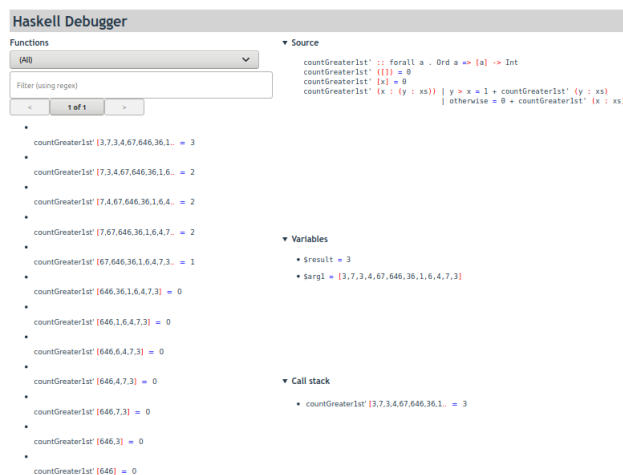 Haskell Debugger
Functions
(All)
Filter (using regex)
< 1 of 1 >
countGreater1st' [3,7,3,4,67,646,36,1.. = 3
countGreater1st' [7,3,4,67,646,36,1,6.. = 2
countGreater1st' [7,4,67,646,36,1,6,4.. = 2
countGreater1st' [7,67,646,36,1,6,4,7.. = 2
countGreater1st' [67,646,36,1,6,4,7,3.. = 1
countGreater1st' [646,36,1,6,4,7,3] = 0
countGreater1st' [646,1,6,4,7,3] = 0
countGreater1st' [646,6,4,7,3] = 0
countGreater1st' [646,4,7,3] = 0
countGreater1st' [646,7,3] = 0
countGreater1st' [646,3] = 0
countGreater1st' [646] = 0
▼ Source
countGreater1st' :: forall a . Ord a => [a] -> Int
countGreater1st' ([]) = 0
countGreater1st' [x] = 0
countGreater1st' (x : (y : xs)) | y > x = 1 + countGreater1st' (y : xs)
| otherwise = 0 + countGreater1st' (x : xs
▼ Variables
• $result = 3
• $arg1 = [3,7,3,4,67,646,36,1,6,4,7,3]
▼ Call stack
• countGreater1st' [3,7,3,4,67,646,36,1.. = 3